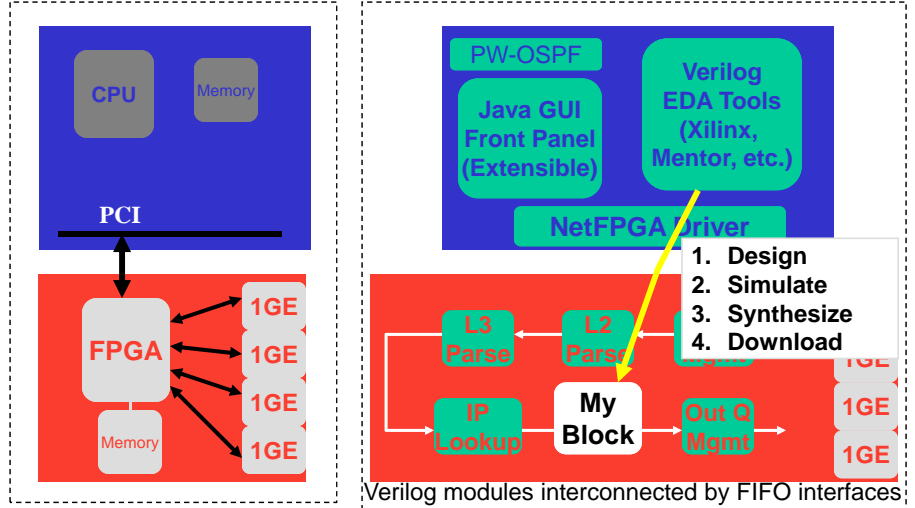 CPU
Memory
PCI
FPGA
Memory
1GE
1GE
1GE
1GE
PW-OSPF
Java GUI
Front Panel
(Extensible)
Verilog
EDA Tools
(Xilinx,
Mentor, etc.)
NetFPGA Driver
1. Design
2. Simulate
3. Synthesize
4. Download
L3
Parse
L2
Parse
Mgmt
IP
Lookup
My
Block
Out Q
Mgmt
1GE
1GE
1GE
Verilog modules interconnected by FIFO interfaces